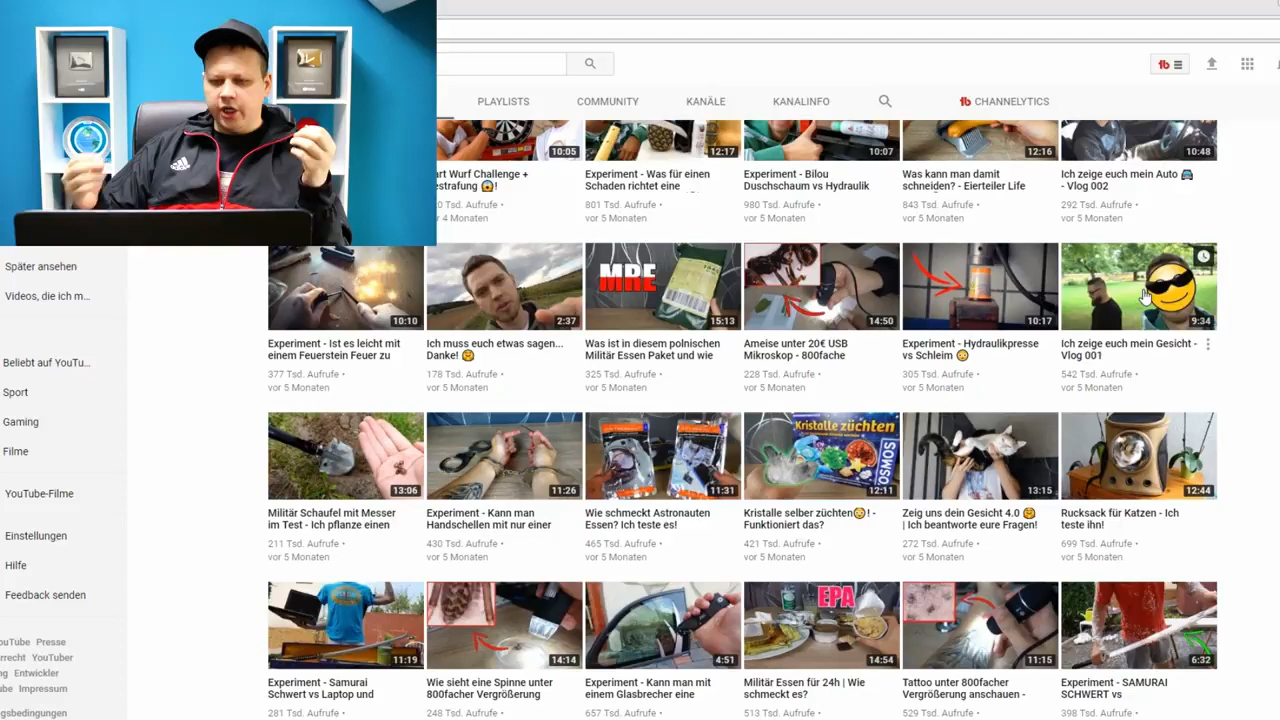 PLAYLISTS
COMMUNITY
KANÄLE
KANALINFO
CHANNELYTICS
10:05
12:17
10:07
12:16
10:48
art Wurf Challenge +
estrafung 😱!
Tsd. Aufrufe •
vor 4 Monaten
Experiment - Was für einen
Schaden richtet eine
801 Tsd. Aufrufe •
vor 5 Monaten
Experiment - Bilou
Duschschaum vs Hydraulik
980 Tsd. Aufrufe •
vor 5 Monaten
Was kann man damit
schneiden? - Eierteiler Life
843 Tsd. Aufrufe •
vor 5 Monaten
Ich zeige euch mein Auto 🚘
- Vlog 002
292 Tsd. Aufrufe •
vor 5 Monaten
Später ansehen
Videos, die ich m...
Beliebt auf YouTu...
Sport
Gaming
Filme
YouTube-Filme
Einstellungen
Hilfe
Feedback senden
ouTube Presse
rrecht YouTuber
ng Entwickler
be Impressum
gsbedingungen
10:10
Experiment - Ist es leicht mit
einem Feuerstein Feuer zu
377 Tsd. Aufrufe •
vor 5 Monaten
2:37
Ich muss euch etwas sagen...
Danke! 🤗
178 Tsd. Aufrufe •
vor 5 Monaten
MRE
15:13
Was ist in diesem polnischen
Militär Essen Paket und wie
325 Tsd. Aufrufe •
vor 5 Monaten
14:50
Ameise unter 20€ USB
Mikroskop - 800fache
228 Tsd. Aufrufe •
vor 5 Monaten
10:17
Experiment - Hydraulikpresse
vs Schleim 😳
305 Tsd. Aufrufe •
vor 5 Monaten
9:34
Ich zeige euch mein Gesicht -
Vlog 001
542 Tsd. Aufrufe •
vor 5 Monaten
13:06
Militär Schaufel mit Messer
im Test - Ich pflanze einen
211 Tsd. Aufrufe •
vor 5 Monaten
11:26
Experiment - Kann man
Handschellen mit nur einer
430 Tsd. Aufrufe •
vor 5 Monaten
11:31
Wie schmeckt Astronauten
Essen? Ich teste es!
465 Tsd. Aufrufe •
vor 5 Monaten
Kristalle züchten
KOSMOS
12:11
Kristalle selber züchten😳! -
Funktioniert das?
421 Tsd. Aufrufe •
vor 5 Monaten
13:15
Zeig uns dein Gesicht 4.0 🤗
| Ich beantworte eure Fragen!
272 Tsd. Aufrufe •
vor 5 Monaten
12:44
Rucksack für Katzen - Ich
teste ihn!
699 Tsd. Aufrufe •
vor 5 Monaten
11:19
Experiment - Samurai
Schwert vs Laptop und
281 Tsd. Aufrufe •
14:14
Wie sieht eine Spinne unter
800facher Vergrößerung
248 Tsd. Aufrufe •
4:51
Experiment - Kann man mit
einem Glasbrecher eine
657 Tsd. Aufrufe •
EPA
14:54
Militär Essen für 24h | Wie
schmeckt es?
513 Tsd. Aufrufe •
11:15
Tattoo unter 800facher
Vergrößerung anschauen -
529 Tsd. Aufrufe •
6:32
Experiment - SAMURAI
SCHWERT vs
398 Tsd. Aufrufe •